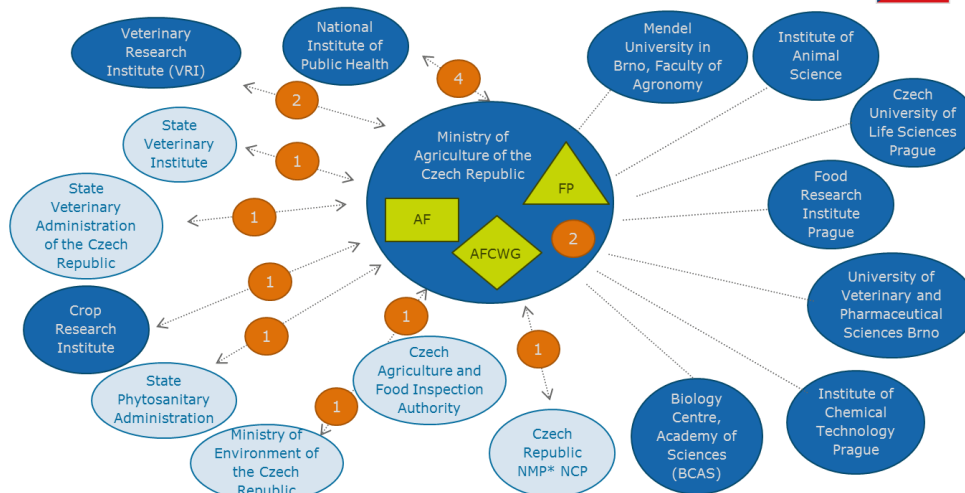 Veterinary
Research
Institute (VRI)
National
Institute of
Public Health
Mendel
University in
Brno, Faculty of
Agronomy
Institute of
Animal
Science
Czech
University of
Life Sciences
Prague
Food
Research
Institute
Prague
University of
Veterinary and
Pharmaceutical
Sciences Brno
Institute of
Chemical
Technology
Prague
Biology
Centre,
Academy of
Sciences
(BCAS)
Czech
Republic
NMP* NCP
Czech
Agriculture and
Food Inspection
Authority
Ministry of
Environment of
the Czech
Republic
State
Phytosanitary
Administration
Crop
Research
Institute
State
Veterinary
Administration
of the Czech
Republic
State
Veterinary
Institute
Ministry of
Agriculture of the
Czech Republic
FP
AF
AFCWG
2
4
2
1
1
1
1
1
1
1